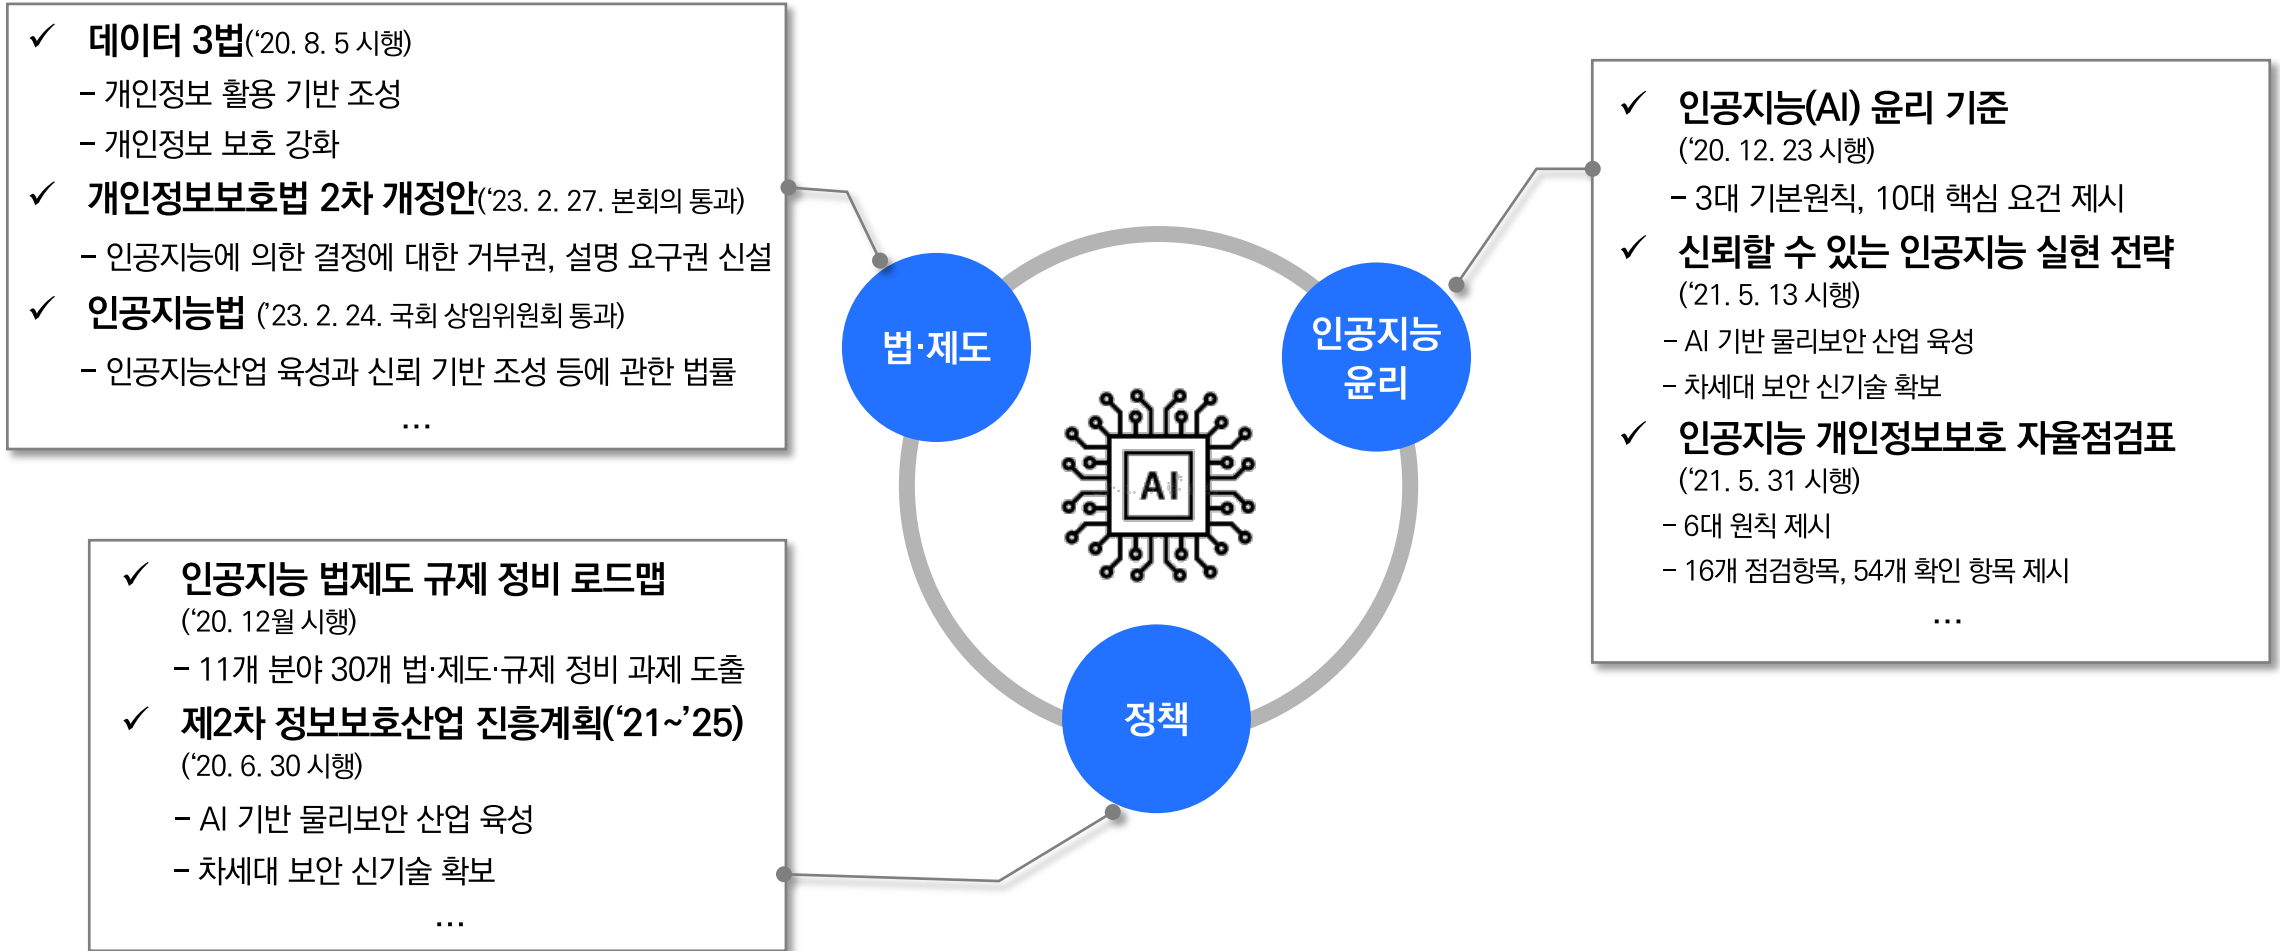 ✓ 데이터 3법(‘20. 8. 5 시행)
– 개인정보 활용 기반 조성
– 개인정보 보호 강화
✓ 개인정보보호법 2차 개정안(‘23. 2. 27. 본회의 통과)
– 인공지능에 의한 결정에 대한 거부권, 설명 요구권 신설
✓ 인공지능법 (’23. 2. 24. 국회 상임위원회 통과)
– 인공지능산업 육성과 신뢰 기반 조성 등에 관한 법률
…
법·제도
인공지능
윤리
AI
정책
✓ 인공지능(AI) 윤리 기준
(‘20. 12. 23 시행)
– 3대 기본원칙, 10대 핵심 요건 제시
✓ 신뢰할 수 있는 인공지능 실현 전략
(‘21. 5. 13 시행)
– AI 기반 물리보안 산업 육성
– 차세대 보안 신기술 확보
✓ 인공지능 개인정보보호 자율점검표
(‘21. 5. 31 시행)
– 6대 원칙 제시
– 16개 점검항목, 54개 확인 항목 제시
…
✓ 인공지능 법제도 규제 정비 로드맵
(‘20. 12월 시행)
– 11개 분야 30개 법·제도·규제 정비 과제 도출
✓ 제2차 정보보호산업 진흥계획(‘21~’25)
(‘20. 6. 30 시행)
– AI 기반 물리보안 산업 육성
– 차세대 보안 신기술 확보
…